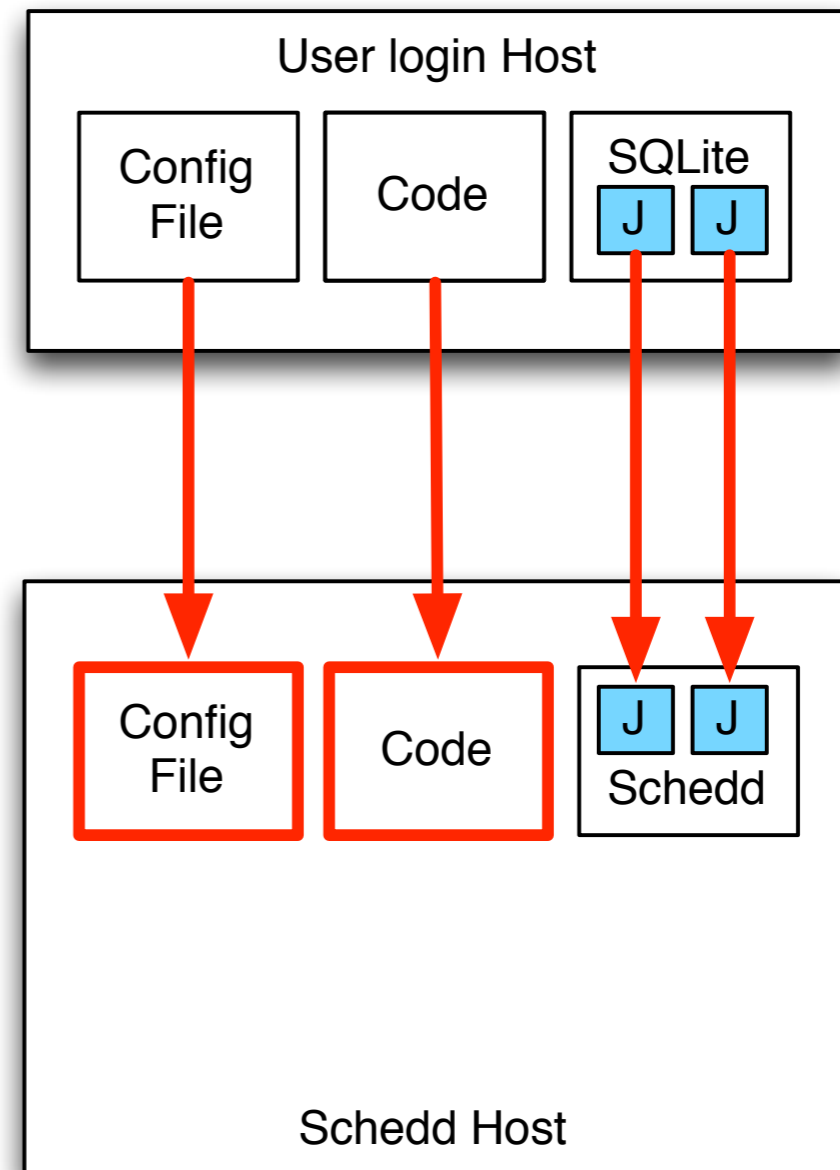 User login Host
Config
File
Code
SQLite
J
J
Config
File
Code
J
J
Schedd
Schedd Host